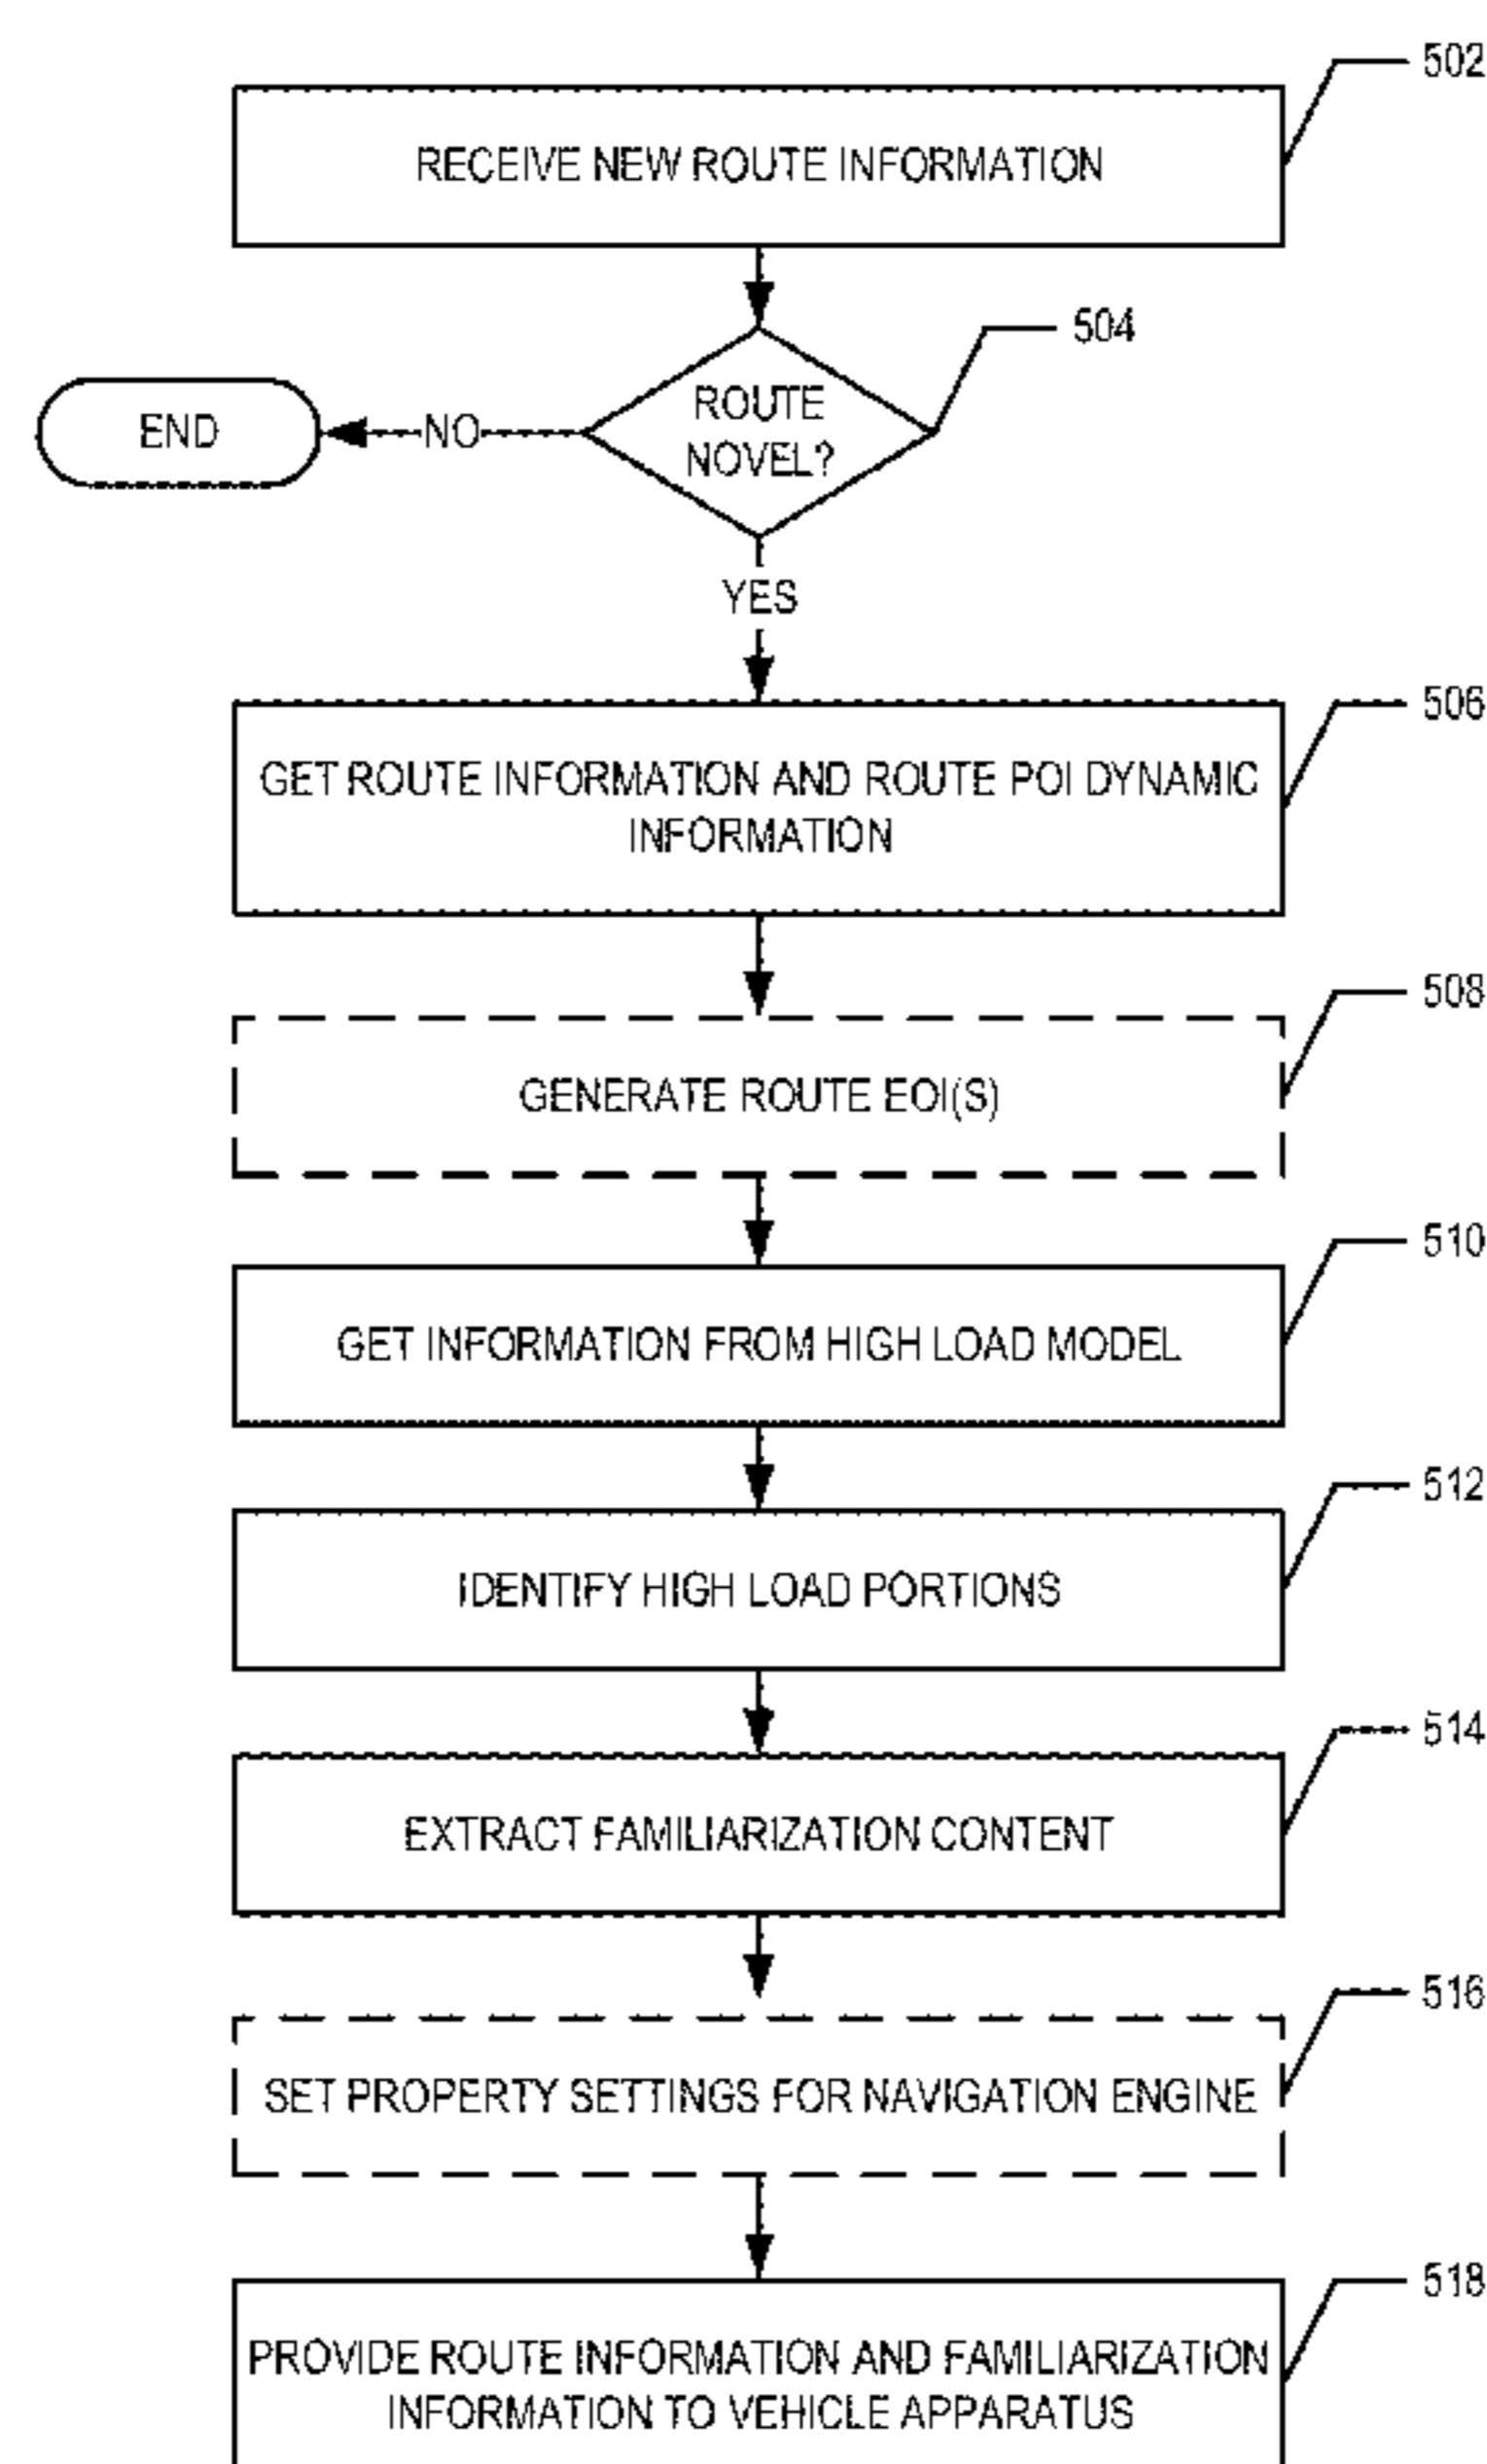 502
RECEIVE NEW ROUTE INFORMATION
504
ROUTE
NOVEL?
END
NO
YES
506
GET ROUTE INFORMATION AND ROUTE POI DYNAMIC
INFORMATION
508
GENERATE ROUTE EOI(S)
510
GET INFORMATION FROM HIGH LOAD MODEL
512
IDENTIFY HIGH LOAD PORTIONS
514
EXTRACT FAMILIARIZATION CONTENT
516
SET PROPERTY SETTINGS FOR NAVIGATION ENGINE
518
PROVIDE ROUTE INFORMATION AND FAMILIARIZATION
INFORMATION TO VEHICLE APPARATUS